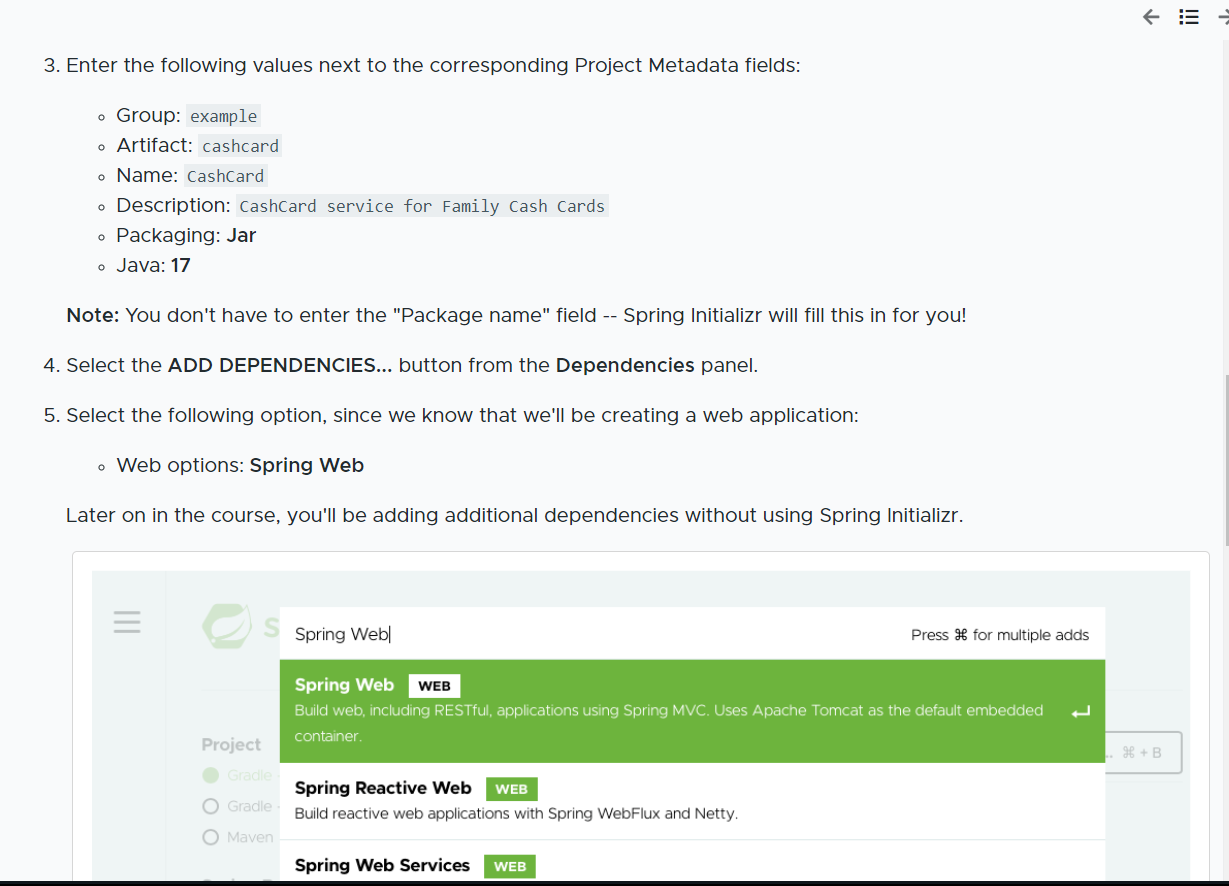 3. Enter the following values next to the corresponding Project Metadata fields:
Group: example
Artifact: cashcard
Name: CashCard
Description: CashCard service for Family Cash Cards
Packaging: Jar
Java: 17
Note: You don't have to enter the "Package name" field -- Spring Initializr will fill this in for you!
4. Select the ADD DEPENDENCIES... button from the Dependencies panel.
5. Select the following option, since we know that we'll be creating a web application:
Web options: Spring Web
Later on in the course, you'll be adding additional dependencies without using Spring Initializr.
S
Spring Web
Press ⌘ for multiple adds
Spring Web WEB
Build web, including RESTful, applications using Spring MVC. Uses Apache Tomcat as the default embedded
container.
Project
... ⌘ + B
Gradle
Spring Reactive Web WEB
Gradle -
Build reactive web applications with Spring WebFlux and Netty.
Maven
Spring Web Services WEB